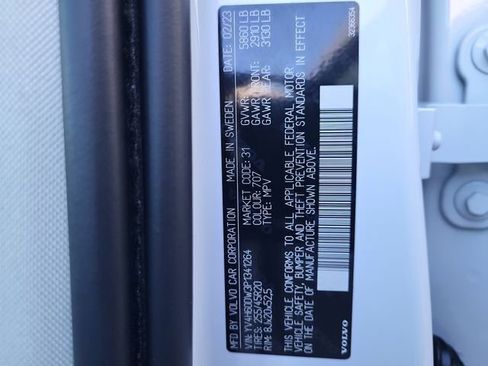 MFD BY VOLVO CAR CORPORATION MADE IN SWEDEN DATE: 02/23
GVWR: 5860 LB
MARKET CODE: 31 GAWR FRONT: 2910 LB
COLOUR: 707 GAWR REAR: 3130 LB
TYPE: MPV
TIRES: 255/45R20
RIM: 8Jx20x52,5
THIS VEHICLE CONFORMS TO ALL APPLICABLE FEDERAL MOTOR
VEHICLE SAFETY, BUMPER AND THEFT PREVENTION STANDARDS IN EFFECT
ON THE DATE OF MANUFACTURE SHOWN ABOVE.
VOLVO
32366354